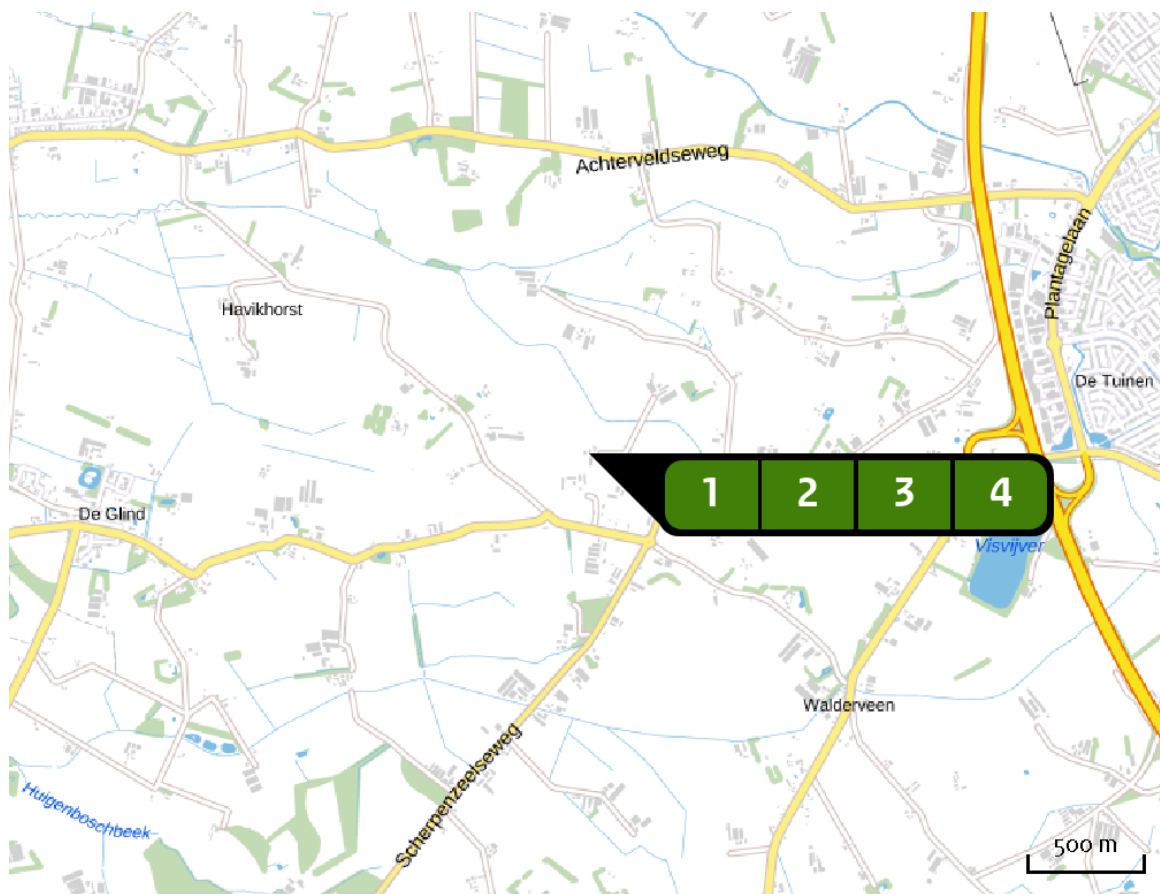 Achterveldseweg
Plantagelaan
Havikhorst
De Tuinen
1 2 3 4
De Glind
Visvijver
Walderveen
Scherpenzeelseweg
Huigenboschbeek
500 m